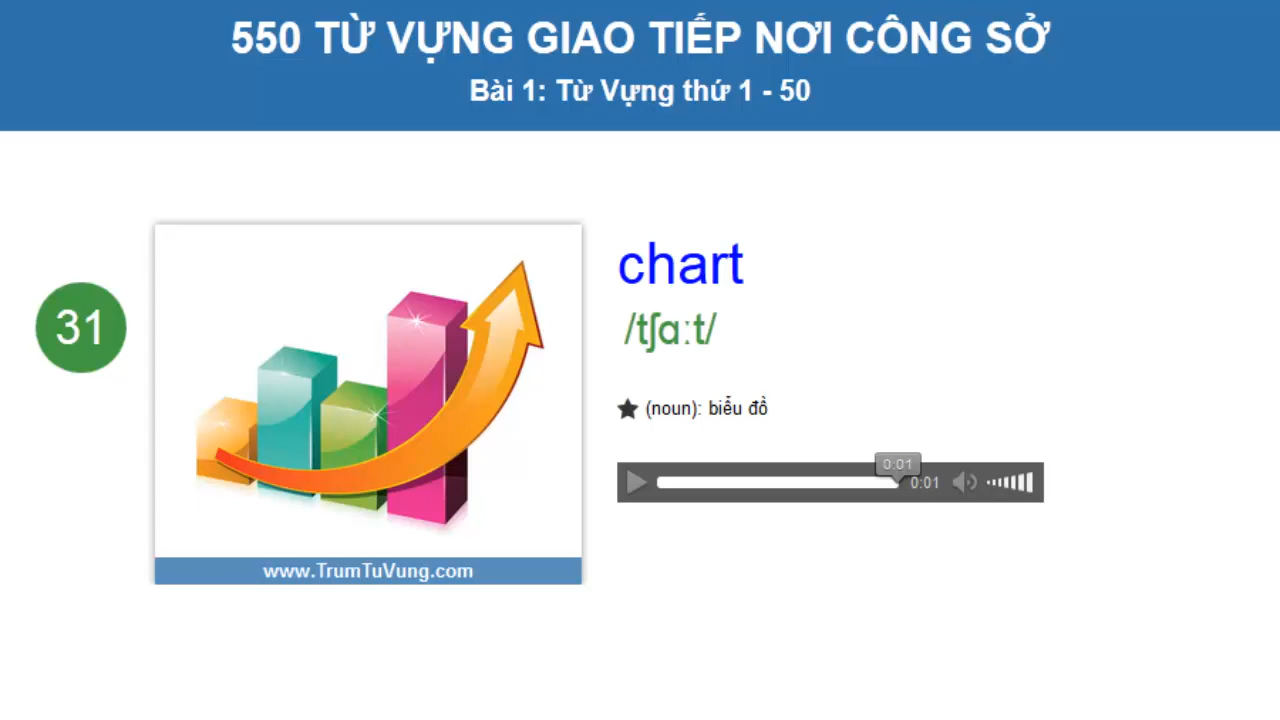 550 TỪ VỰNG GIAO TIẾP NƠI CÔNG SỞ
Bài 1: Từ Vựng thứ 1 - 50
31
chart
/tʃɑːt/
(noun): biểu đồ
0:01
0:01
www.TrumTuVung.com